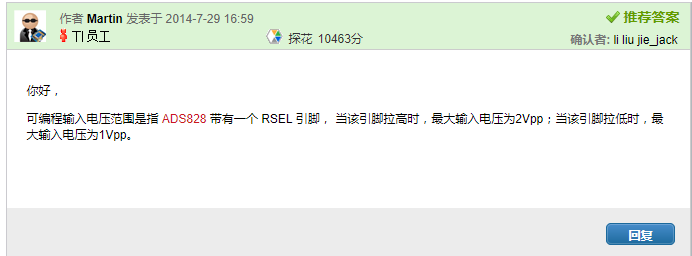 作者 Martin 发表于 2014-7-29 16:59
推荐答案
TI 员工
探花 10463分
确认者: li liu jie_jack
你好，
可编程输入电压范围是指 ADS828 带有一个 RSEL 引脚， 当该引脚拉高时，最大输入电压为2Vpp；当该引脚拉低时，最
大输入电压为1Vpp。
回复